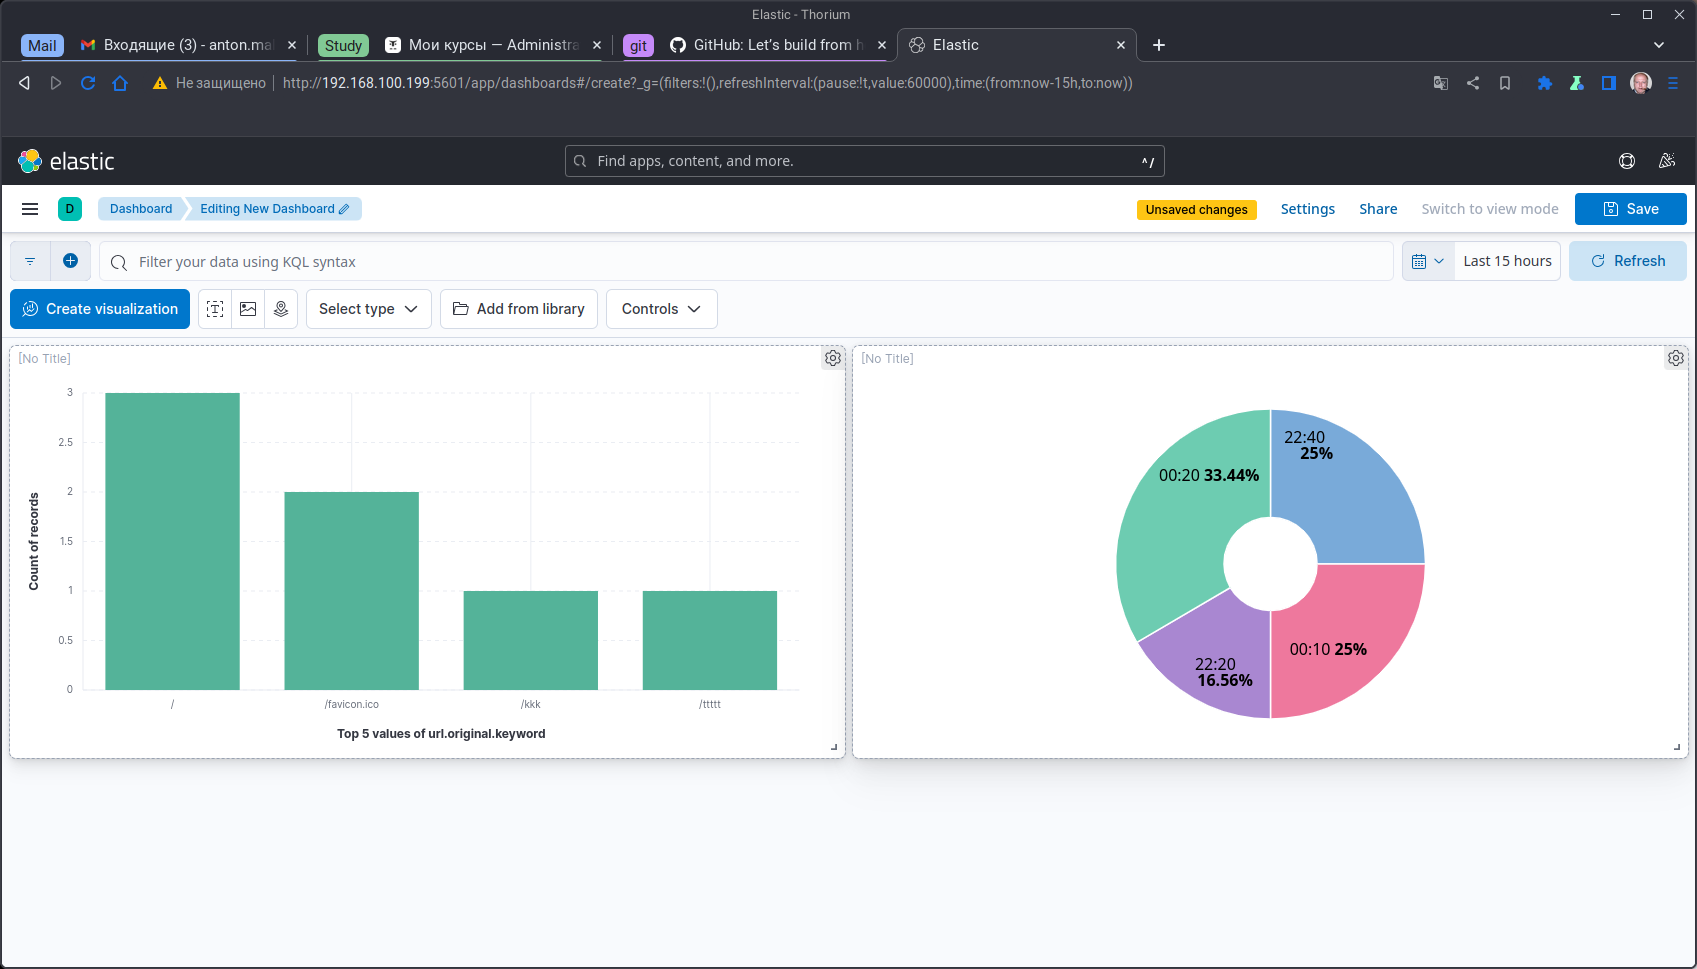 Elastic - Thorium
Mail
Входящие (3) - anton.mal
Study
Мои курсы — Administra
git
GitHub: Let's build from h
Elastic
Не защищено
http://192.168.100.199:5601/app/dashboards#/create?_g=(filters:!(),refreshInterval:(pause:!t,value:60000),time:(from:now-15h,to:now))
elastic
Find apps, content, and more.
^/
D
Dashboard
Editing New Dashboard
Unsaved changes
Settings
Share
Switch to view mode
Save
Filter your data using KQL syntax
Last 15 hours
Refresh
Create visualization
Select type
Add from library
Controls
[No Title]
3
2.5
2
1.5
1
0.5
0
Count of records
/
/favicon.ico
/kkk
/ttttt
Top 5 values of url.original.keyword
[No Title]
22:40
25%
00:20 33.44%
00:10 25%
22:20
16.56%